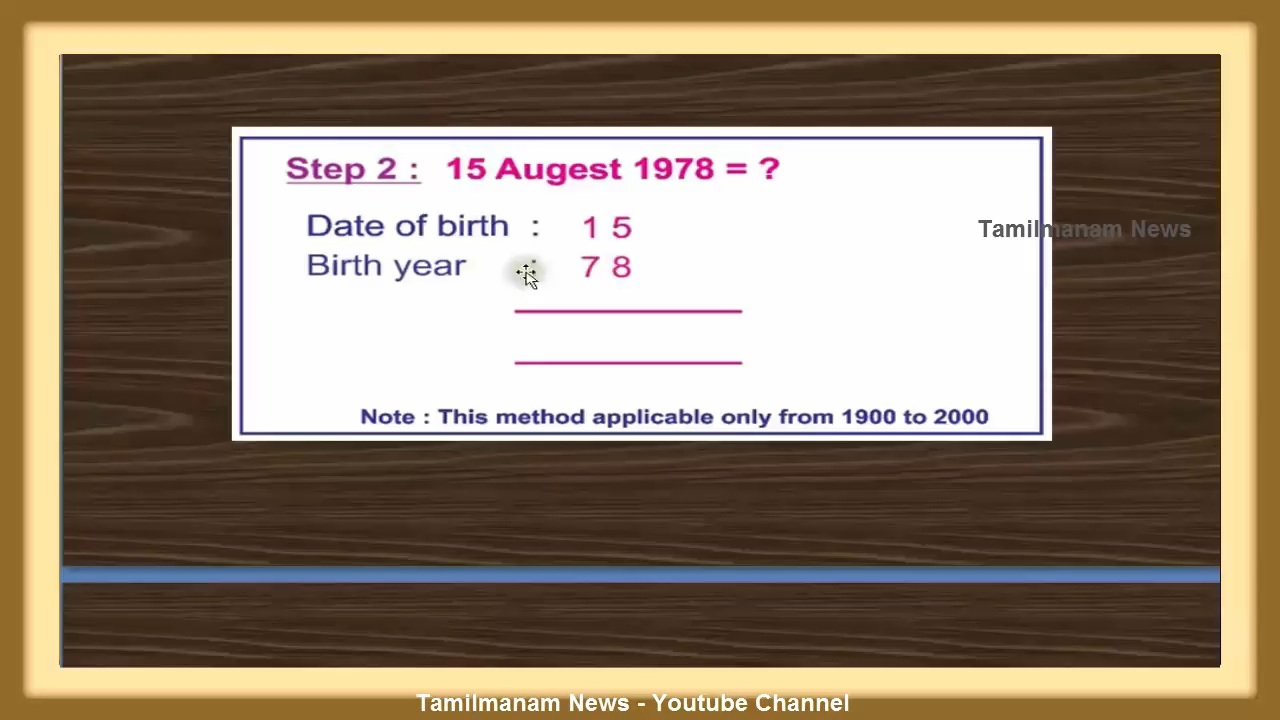 Step 2 : 15 Augest 1978 = ?
Date of birth : 1 5
Tamilmanam News
Birth year : 7 8
Note : This method applicable only from 1900 to 2000
Tamilmanam News - Youtube Channel